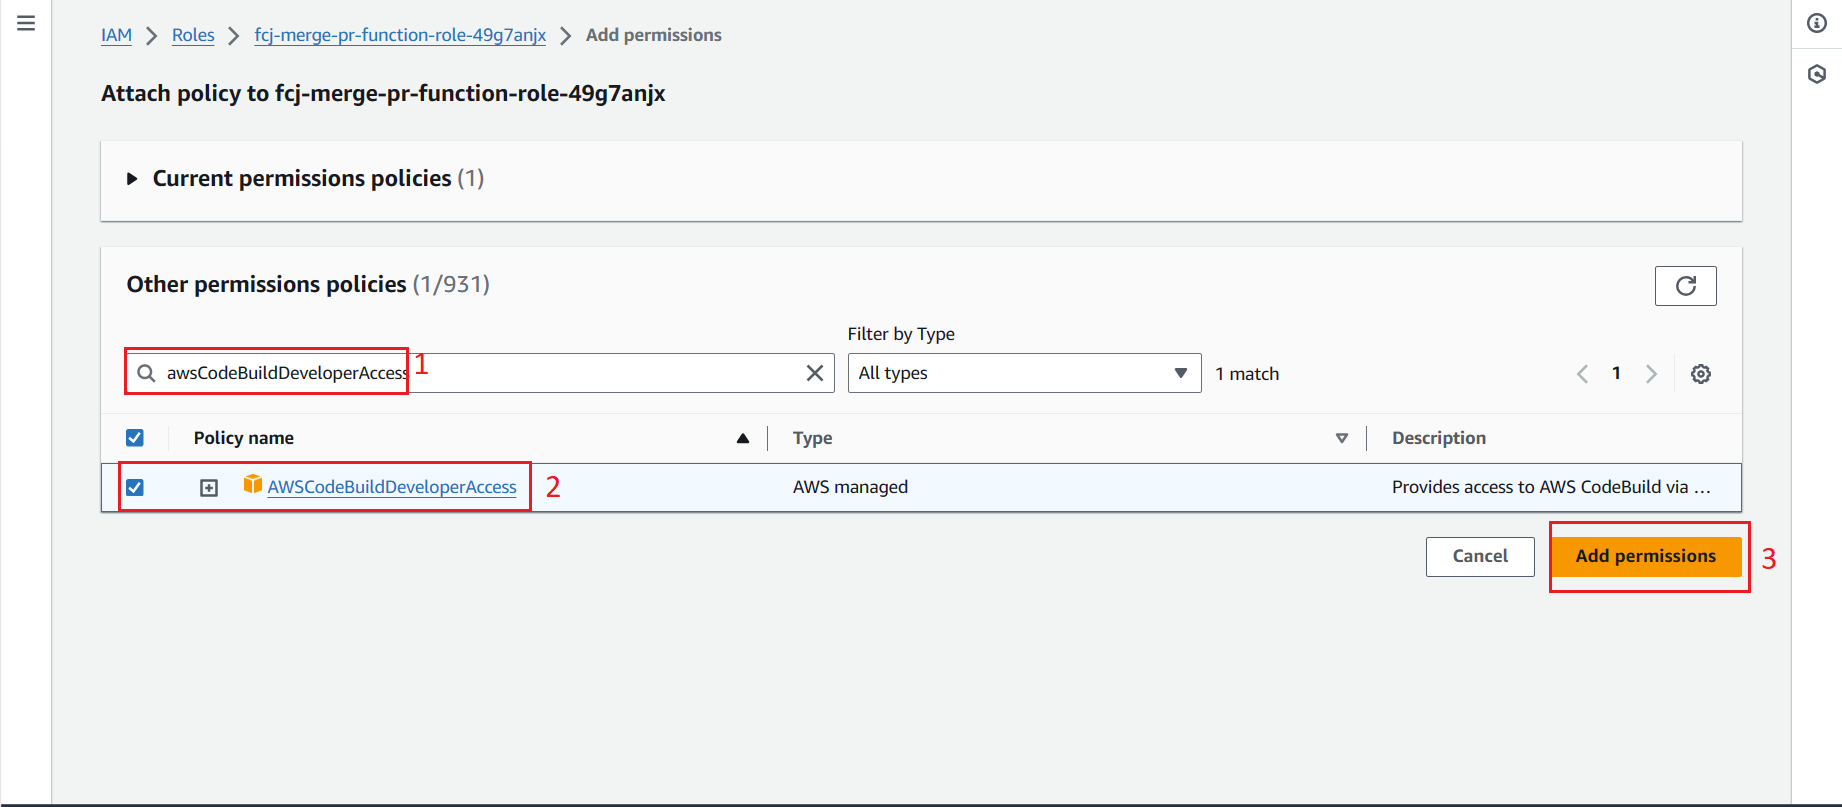 IAM > Roles > fcj-merge-pr-function-role-49g7anjx > Add permissions
Attach policy to fcj-merge-pr-function-role-49g7anjx
Current permissions policies (1)
Other permissions policies (1/931)
Filter by Type
awsCodeBuildDeveloperAccess 1 All types 1 match 1
Policy name Type Description
AWSCodeBuildDeveloperAccess 2 AWS managed Provides access to AWS CodeBuild via ...
Cancel Add permissions 3